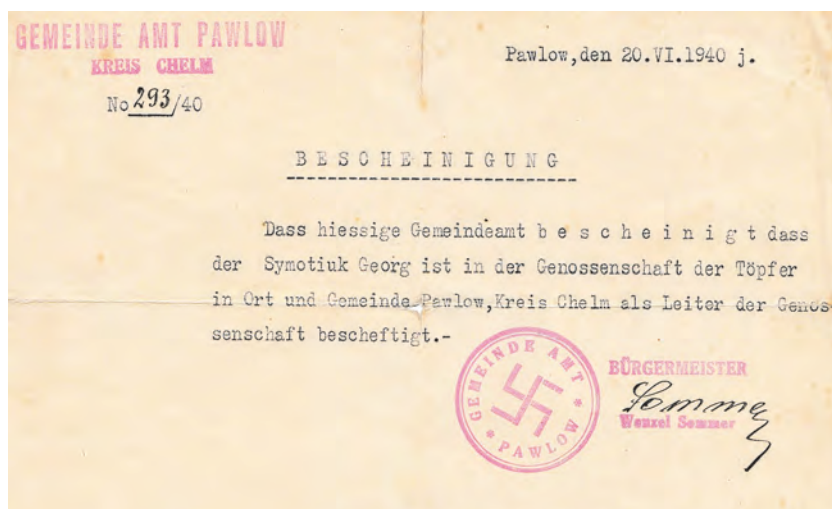 GEMEINDE AMT PAWLOW
KREIS CHELM
No 293/40
Pawlow,den 20.VI.1940 j.
BESCHEINIGUNG
Dass hiessige Gemeindeamt b e s c h e i n i g t dass
der Symotiuk Georg ist in der Genossenschaft der Töpfer
in Ort und Gemeinde Pawlow,Kreis Chelm als Leiter der Genos-
senschaft bescheftigt.-
GEMEINDE AMT
* PAWLOW *
BÜRGERMEISTER
Sommer
Wenzel Sommer